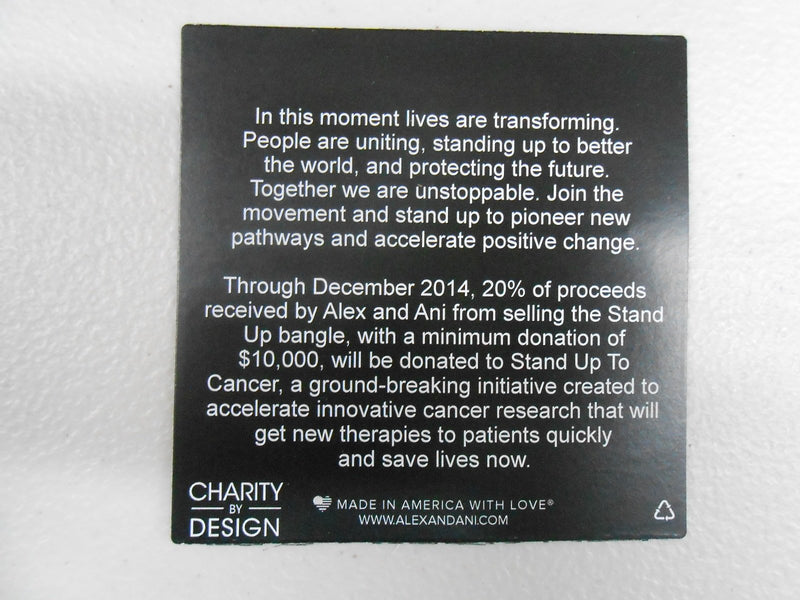 In this moment lives are transforming.
People are uniting, standing up to better
the world, and protecting the future.
Together we are unstoppable. Join the
movement and stand up to pioneer new
pathways and accelerate positive change.
Through December 2014, 20% of proceeds
received by Alex and Ani from selling the Stand
Up bangle, with a minimum donation of
$10,000, will be donated to Stand Up To
Cancer, a ground-breaking initiative created to
accelerate innovative cancer research that will
get new therapies to patients quickly
and save lives now.
CHARITY
BY
DESIGN
MADE IN AMERICA WITH LOVE®
WWW.ALEXANDANI.COM